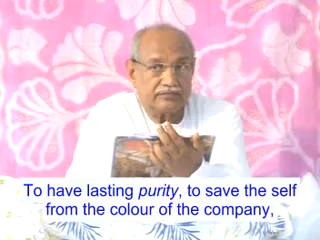 To have lasting purity, to save the self
from the colour of the company,